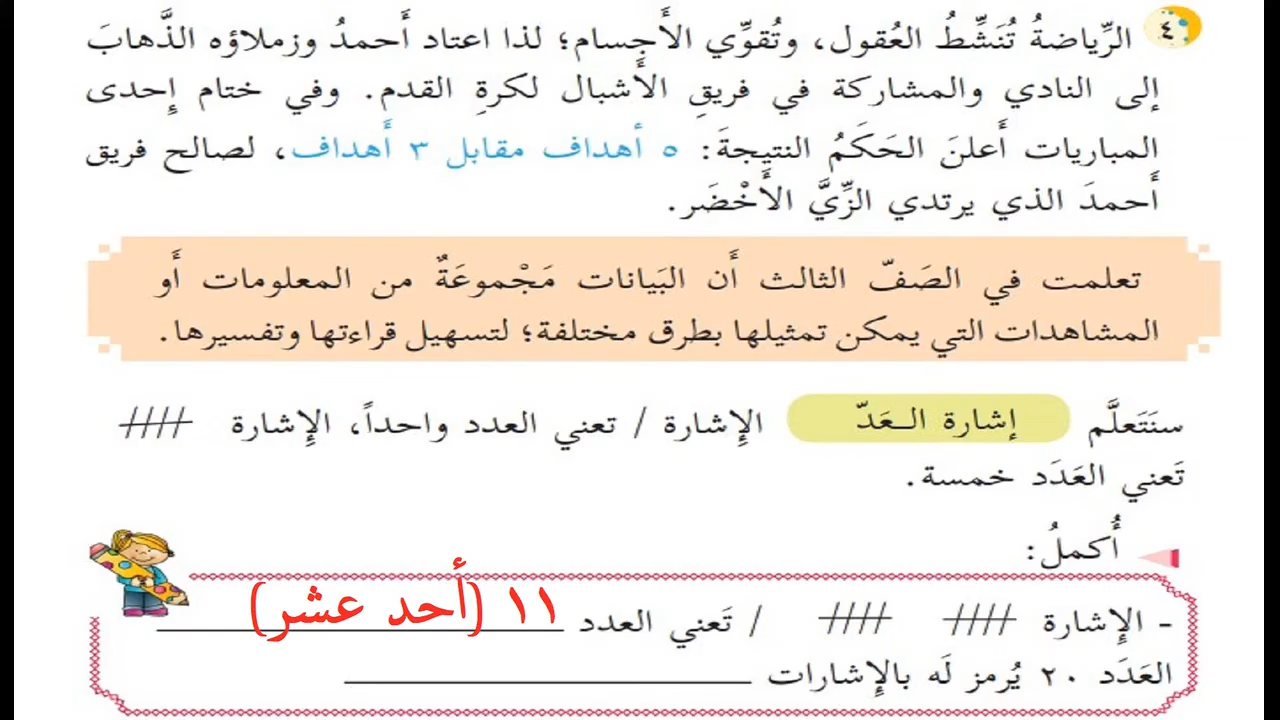 ٤ الرِّياضةُ تُنَشِّطُ العُقول، وتُقوِّي الأَجسام؛ لذا اعتاد أَحمدُ وزملاؤه الذَّهابَ
إلى النادي والمشاركة في فريقِ الأَشبال لكرةِ القدم. وفي ختام إِحدى
المباريات أَعلنَ الحَكَمُ النتيجةَ: ٥ أهداف مقابل ٣ أَهداف، لصالح فريق
أَحمدَ الذي يرتدي الزِّيَّ الأَخْضَر.
تعلمت في الصَفّ الثالث أَن البَيانات مَجْموعَةٌ من المعلومات أَو
المشاهدات التي يمكن تمثيلها بطرق مختلفة؛ لتسهيل قراءتها وتفسيرها.
سنَتَعلَّم إشارة العَدّ الإِشارة / تعني العدد واحداً، الإِشارة ////
تَعني العَدَد خمسة.
أُكملُ:
- الإِشارة //// //// / تَعني العدد ١١ (أحد عشر)
العَدَد ٢٠ يُرمز لَه بالإِشارات